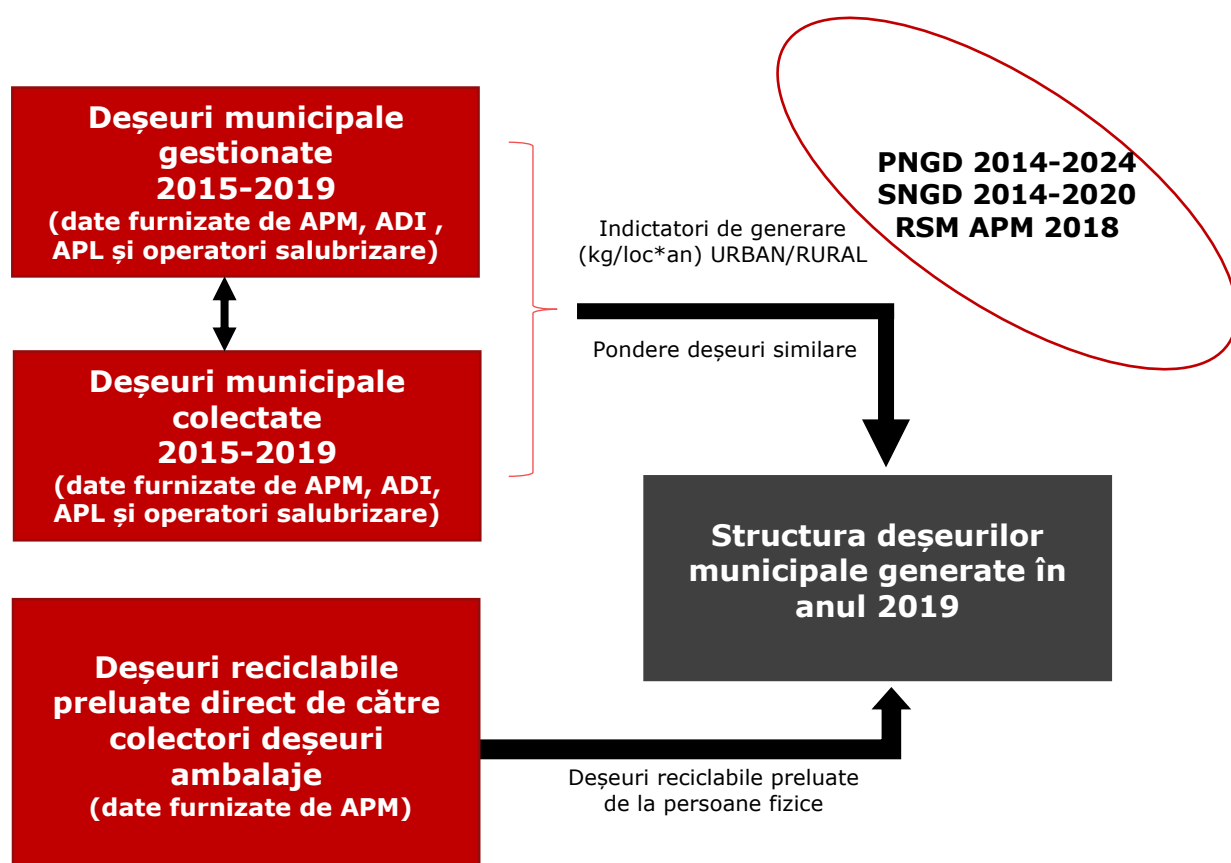 Deșeuri municipale
gestionate
2015-2019
(date furnizate de APM, ADI ,
APL și operatori salubrizare)
Deșeuri municipale
colectate
2015-2019
(date furnizate de APM, ADI,
APL și operatori salubrizare)
Deșeuri reciclabile
preluate direct de către
colectori deșeuri
ambalaje
(date furnizate de APM)
Indictatori de generare
(kg/loc*an) URBAN/RURAL
Pondere deșeuri similare
PNGD 2014-2024
SNGD 2014-2020
RSM APM 2018
Structura deșeurilor
municipale generate în
anul 2019
Deșeuri reciclabile preluate
de la persoane fizice